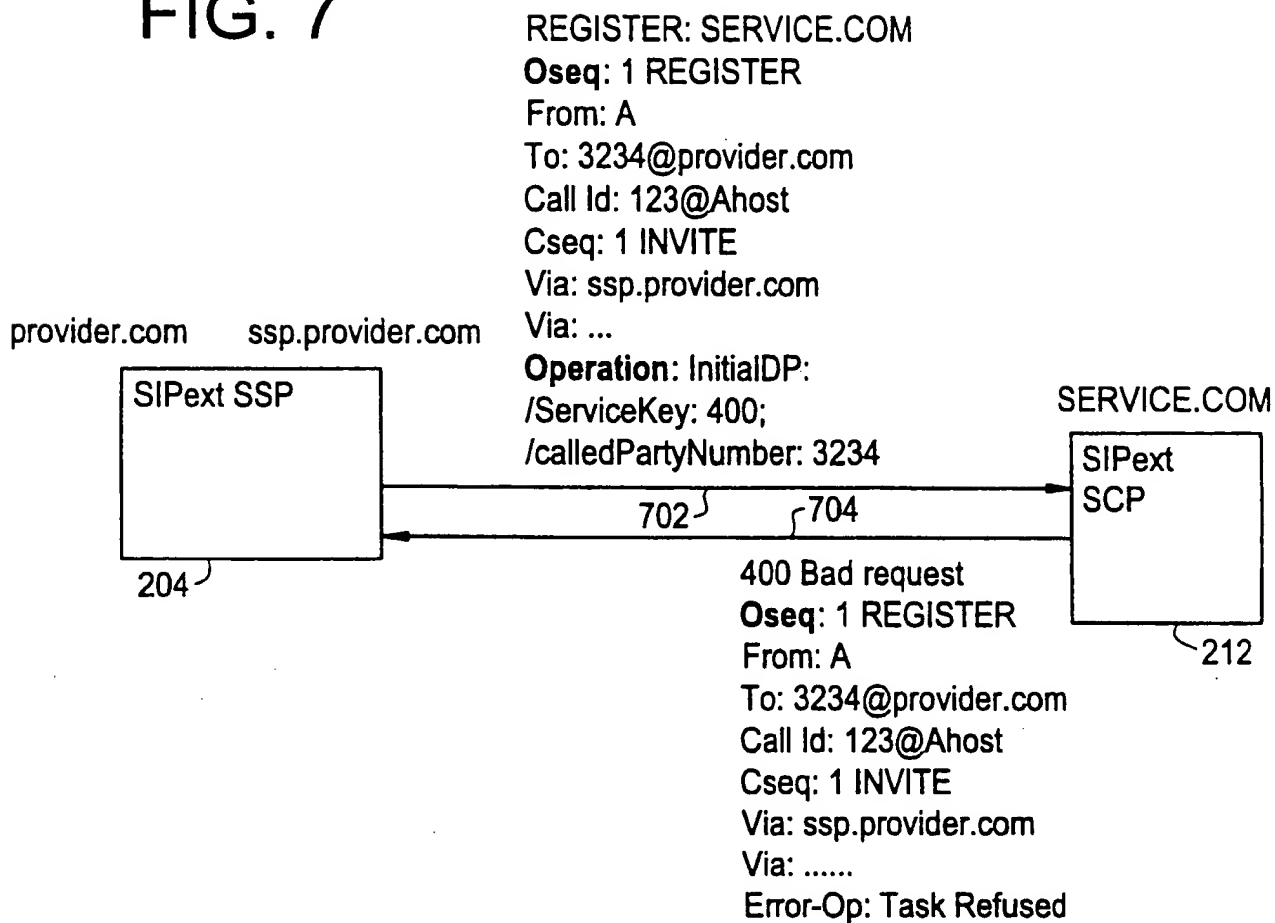 FIG. 7
REGISTER: SERVICE.COM
Oseq: 1 REGISTER
From: A
To: 3234@provider.com
Call Id: 123@Ahost
Cseq: 1 INVITE
Via: ssp.provider.com
Via: ...
Operation: InitialDP:
/ServiceKey: 400;
/calledPartyNumber: 3234
provider.com ssp.provider.com
SIPext SSP
204
SERVICE.COM
SIPext
SCP
212
702
704
400 Bad request
Oseq: 1 REGISTER
From: A
To: 3234@provider.com
Call Id: 123@Ahost
Cseq: 1 INVITE
Via: ssp.provider.com
Via: ......
Error-Op: Task Refused